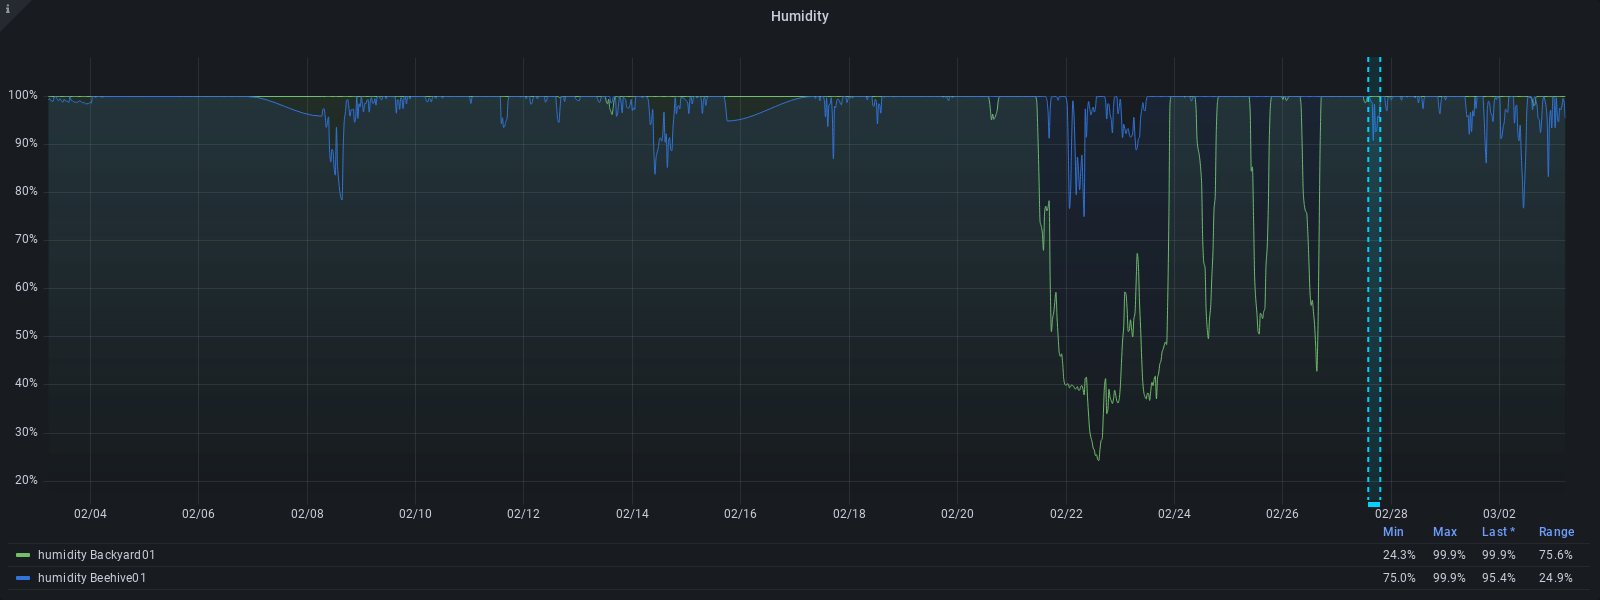 i
Humidity
100%
90%
80%
70%
60%
50%
40%
30%
20%
02/04 02/06 02/08 02/10 02/12 02/14 02/16 02/18 02/20 02/22 02/24 02/26 02/28 03/02
Min Max Last * Range
humidity Backyard01 24.3% 99.9% 99.9% 75.6%
humidity Beehive01 75.0% 99.9% 95.4% 24.9%